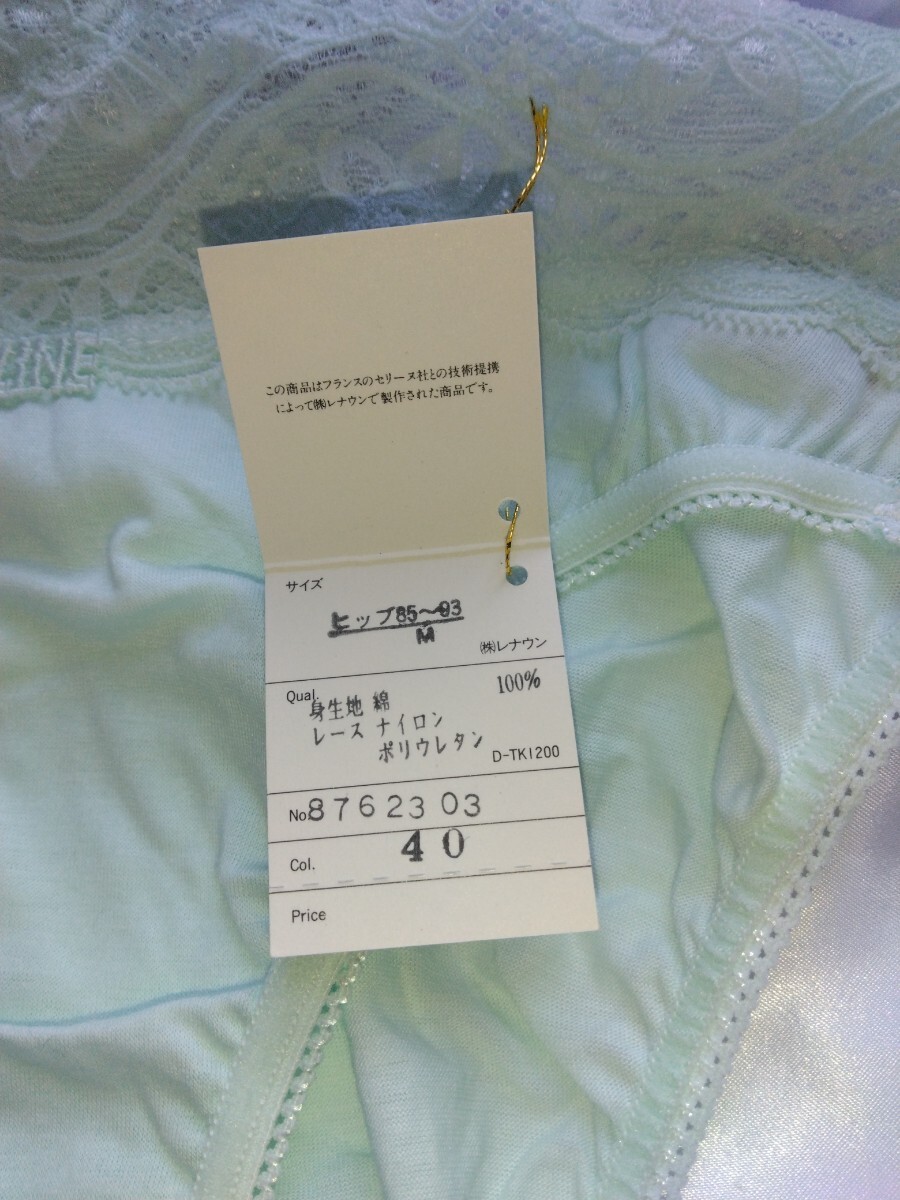 LINE
この商品はフランスのセリーヌ社との技術提携
によって㈱レナウンで製作された商品です。
サイズ
ヒップ85〜93
M
㈱レナウン
Qual. 身生地 綿 100%
レース ナイロン
ポリウレタン
D-TK1200
No.8762303
Col. 40
Price